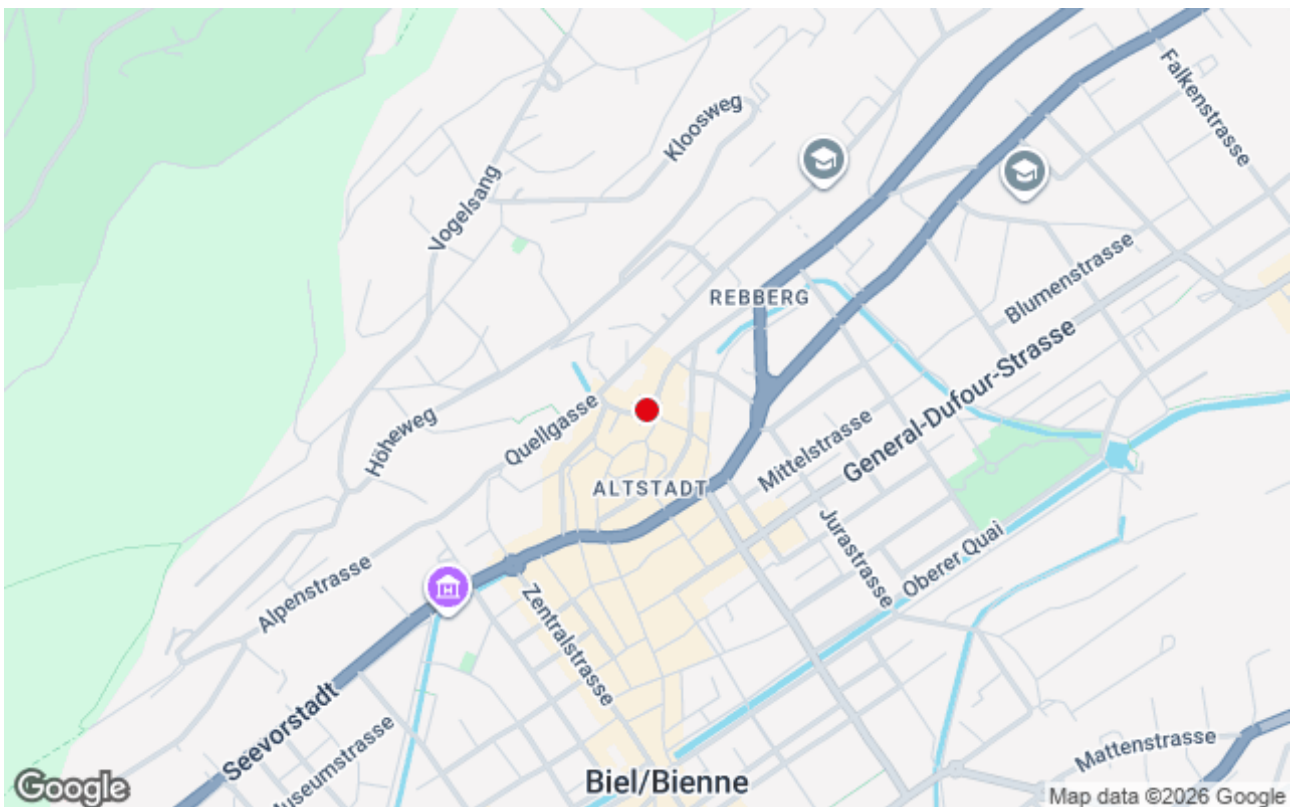 Falkenstrasse
Kloosweg
Vogelsang
REBBERG
Blumenstrasse
General-Dufour-Strasse
Höheweg
Quellgasse
Mittelstrasse
ALTSTADT
Jurastrasse
Oberer Quai
Alpenstrasse
Zentralstrasse
Seevorstadt
Museumstrasse
Mattenstrasse
Biel/Bienne
Google
Map data ©2026 Google